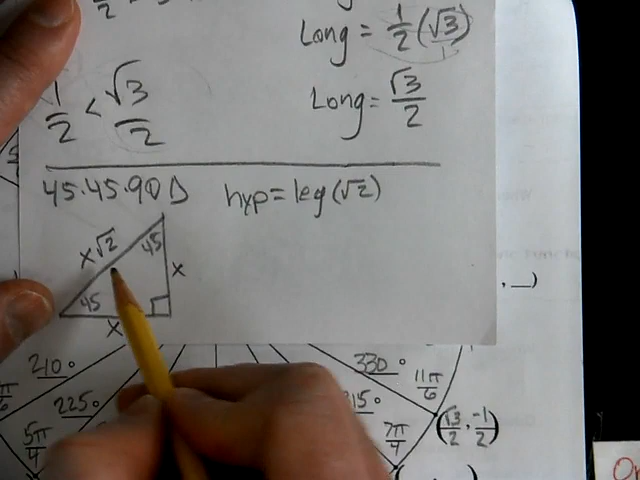 Long = 1/2 (√3)
1/2 < √3/2
Long = √3/2
45·45·90 Δ hyp = leg(√2)
x√2 45 x
45
x
210° 330° 11π/6
225° 315° (√3/2, -1/2)
5π/4 7π/4